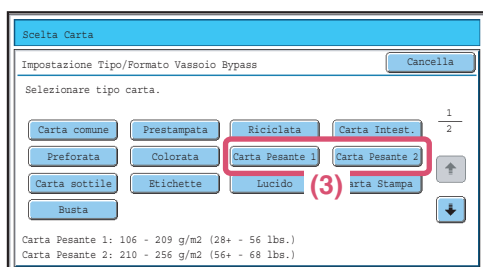 Scelta Carta
Impostazione Tipo/Formato Vassoio Bypass
Cancella
Selezionare tipo carta.
Carta comune Prestampata Riciclata Carta Intest.
Preforata Colorata Carta Pesante 1 Carta Pesante 2
Carta sottile Etichette Lucido arta Stampa
Busta
1
2
(3)
Carta Pesante 1: 106 - 209 g/m2 (28+ - 56 lbs.)
Carta Pesante 2: 210 - 256 g/m2 (56+ - 68 lbs.)